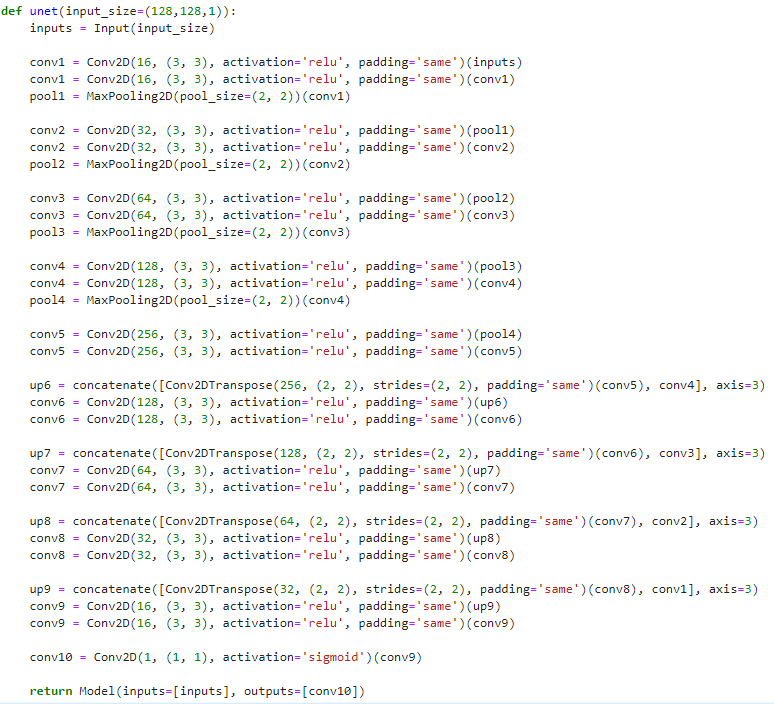 def unet(input_size=(128,128,1)):
    inputs = Input(input_size)

    conv1 = Conv2D(16, (3, 3), activation='relu', padding='same')(inputs)
    conv1 = Conv2D(16, (3, 3), activation='relu', padding='same')(conv1)
    pool1 = MaxPooling2D(pool_size=(2, 2))(conv1)

    conv2 = Conv2D(32, (3, 3), activation='relu', padding='same')(pool1)
    conv2 = Conv2D(32, (3, 3), activation='relu', padding='same')(conv2)
    pool2 = MaxPooling2D(pool_size=(2, 2))(conv2)

    conv3 = Conv2D(64, (3, 3), activation='relu', padding='same')(pool2)
    conv3 = Conv2D(64, (3, 3), activation='relu', padding='same')(conv3)
    pool3 = MaxPooling2D(pool_size=(2, 2))(conv3)

    conv4 = Conv2D(128, (3, 3), activation='relu', padding='same')(pool3)
    conv4 = Conv2D(128, (3, 3), activation='relu', padding='same')(conv4)
    pool4 = MaxPooling2D(pool_size=(2, 2))(conv4)

    conv5 = Conv2D(256, (3, 3), activation='relu', padding='same')(pool4)
    conv5 = Conv2D(256, (3, 3), activation='relu', padding='same')(conv5)

    up6 = concatenate([Conv2DTranspose(256, (2, 2), strides=(2, 2), padding='same')(conv5), conv4], axis=3)
    conv6 = Conv2D(128, (3, 3), activation='relu', padding='same')(up6)
    conv6 = Conv2D(128, (3, 3), activation='relu', padding='same')(conv6)

    up7 = concatenate([Conv2DTranspose(128, (2, 2), strides=(2, 2), padding='same')(conv6), conv3], axis=3)
    conv7 = Conv2D(64, (3, 3), activation='relu', padding='same')(up7)
    conv7 = Conv2D(64, (3, 3), activation='relu', padding='same')(conv7)

    up8 = concatenate([Conv2DTranspose(64, (2, 2), strides=(2, 2), padding='same')(conv7), conv2], axis=3)
    conv8 = Conv2D(32, (3, 3), activation='relu', padding='same')(up8)
    conv8 = Conv2D(32, (3, 3), activation='relu', padding='same')(conv8)

    up9 = concatenate([Conv2DTranspose(32, (2, 2), strides=(2, 2), padding='same')(conv8), conv1], axis=3)
    conv9 = Conv2D(16, (3, 3), activation='relu', padding='same')(up9)
    conv9 = Conv2D(16, (3, 3), activation='relu', padding='same')(conv9)

    conv10 = Conv2D(1, (1, 1), activation='sigmoid')(conv9)

    return Model(inputs=[inputs], outputs=[conv10])